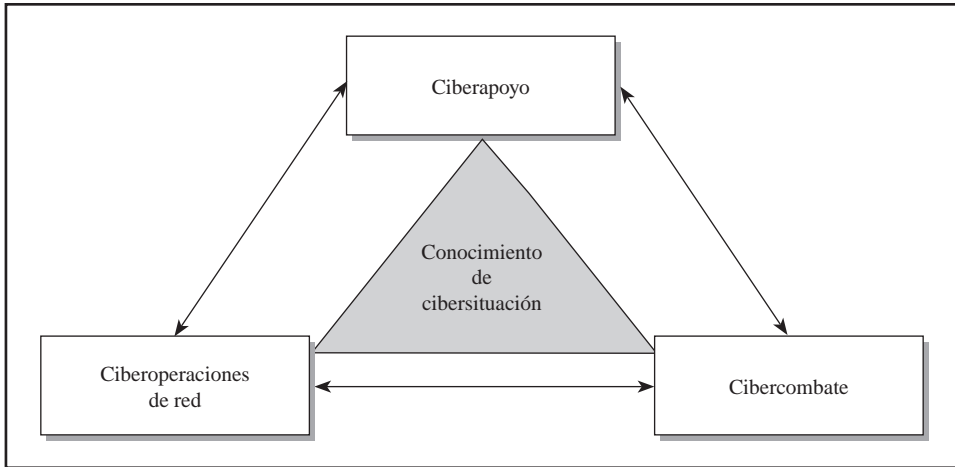 Ciberapoyo
Conocimiento
de
cibersituación
Ciberoperaciones
de red
Cibercombate